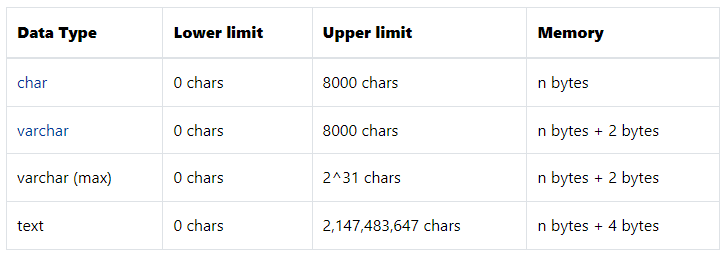 Data Type Lower limit Upper limit Memory
char 0 chars 8000 chars n bytes
varchar 0 chars 8000 chars n bytes + 2 bytes
varchar (max) 0 chars 2^31 chars n bytes + 2 bytes
text 0 chars 2,147,483,647 chars n bytes + 4 bytes